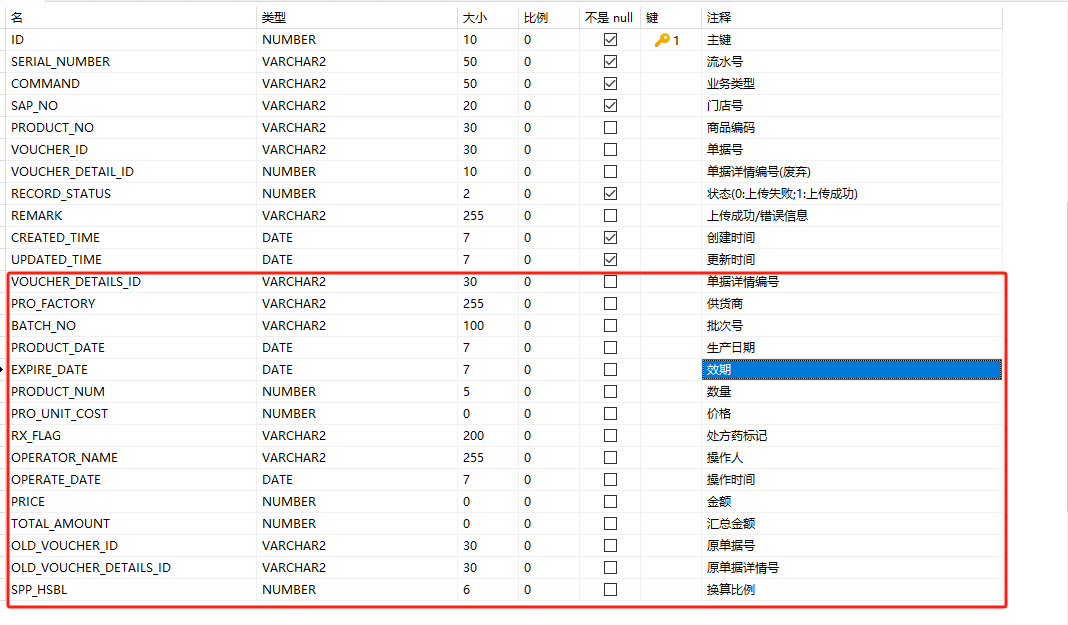 名 类型 大小 比例 不是 null 键 注释
ID NUMBER 10 0 1 主键
SERIAL_NUMBER VARCHAR2 50 0 流水号
COMMAND VARCHAR2 50 0 业务类型
SAP_NO VARCHAR2 20 0 门店号
PRODUCT_NO VARCHAR2 30 0 商品编码
VOUCHER_ID VARCHAR2 30 0 单据号
VOUCHER_DETAIL_ID NUMBER 10 0 单据详情编号(废弃)
RECORD_STATUS NUMBER 2 0 状态(0:上传失败;1:上传成功)
REMARK VARCHAR2 255 0 上传成功/错误信息
CREATED_TIME DATE 7 0 创建时间
UPDATED_TIME DATE 7 0 更新时间
VOUCHER_DETAILS_ID VARCHAR2 30 0 单据详情编号
PRO_FACTORY VARCHAR2 255 0 供货商
BATCH_NO VARCHAR2 100 0 批次号
PRODUCT_DATE DATE 7 0 生产日期
EXPIRE_DATE DATE 7 0 效期
PRODUCT_NUM NUMBER 5 0 数量
PRO_UNIT_COST NUMBER 0 0 价格
RX_FLAG VARCHAR2 200 0 处方药标记
OPERATOR_NAME VARCHAR2 255 0 操作人
OPERATE_DATE DATE 7 0 操作时间
PRICE NUMBER 0 0 金额
TOTAL_AMOUNT NUMBER 0 0 汇总金额
OLD_VOUCHER_ID VARCHAR2 30 0 原单据号
OLD_VOUCHER_DETAILS_ID VARCHAR2 30 0 原单据详情号
SPP_HSBL NUMBER 6 0 换算比例